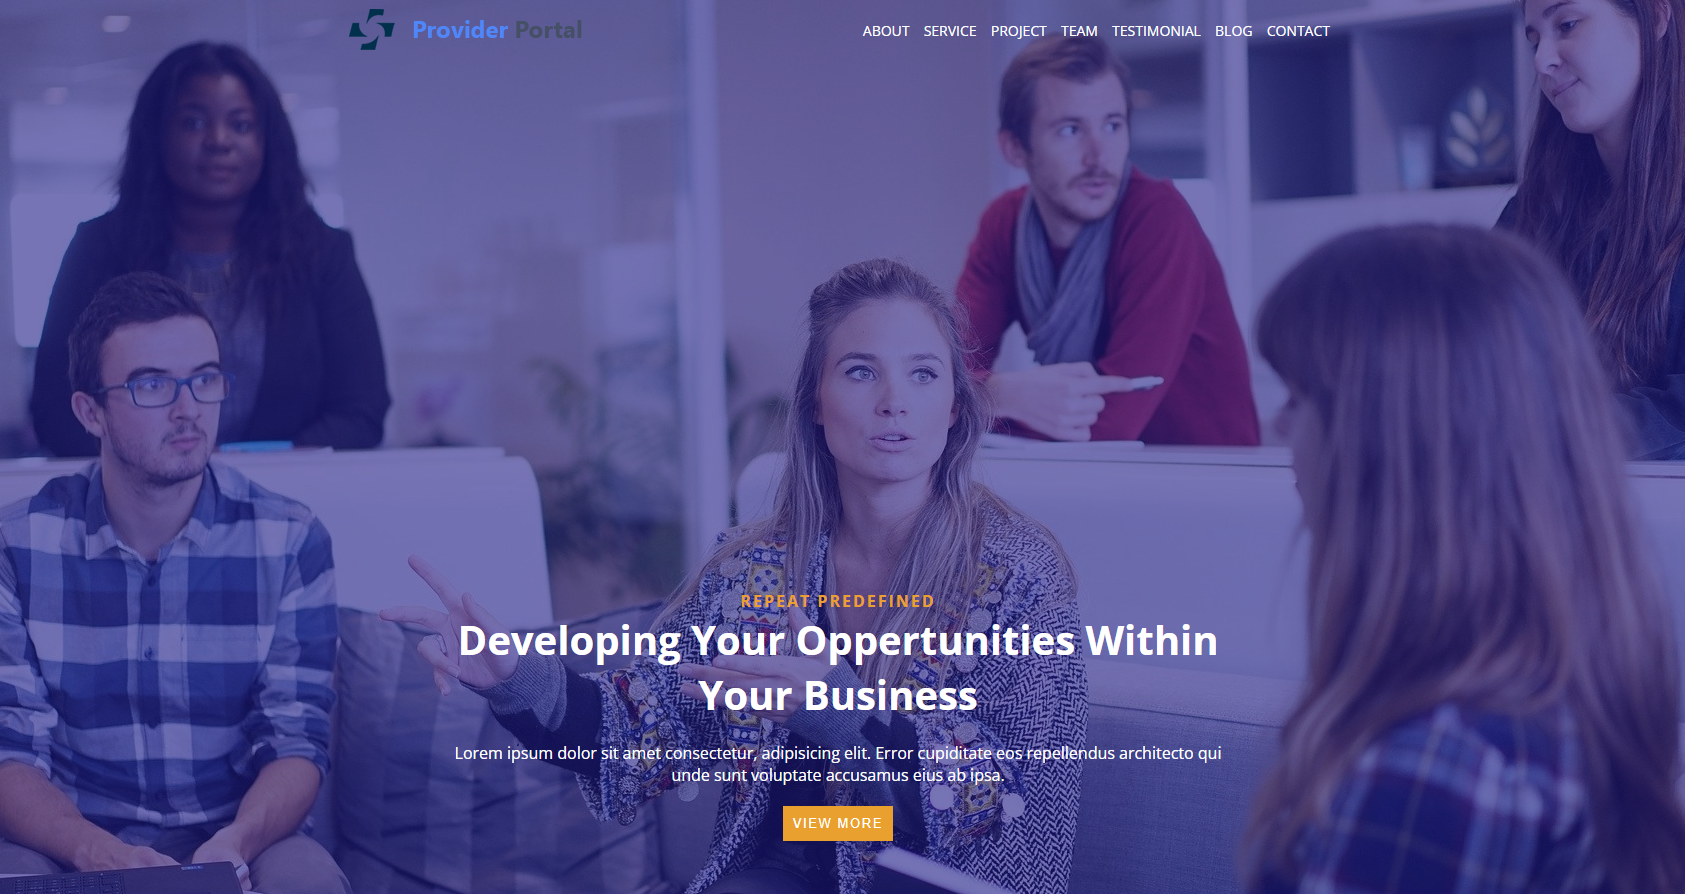 Provider Portal
ABOUT SERVICE PROJECT TEAM TESTIMONIAL BLOG CONTACT
REPEAT PREDEFINED
Developing Your Oppertunities Within
Your Business
Lorem ipsum dolor sit amet consectetur, adipisicing elit. Error cupiditate eos repellendus architecto qui
unde sunt voluptate accusamus eius ab ipsa.
VIEW MORE